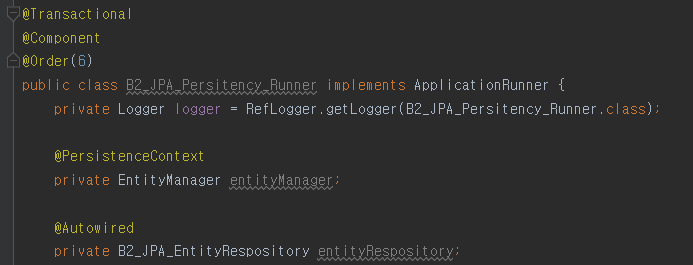 @Transactional
@Component
@Order(6)
public class B2_JPA_Persitency_Runner implements ApplicationRunner {
private Logger logger = RefLogger.getLogger(B2_JPA_Persitency_Runner.class);
@PersistenceContext
private EntityManager entityManager;
@Autowired
private B2_JPA_EntityRespository entityRespository;